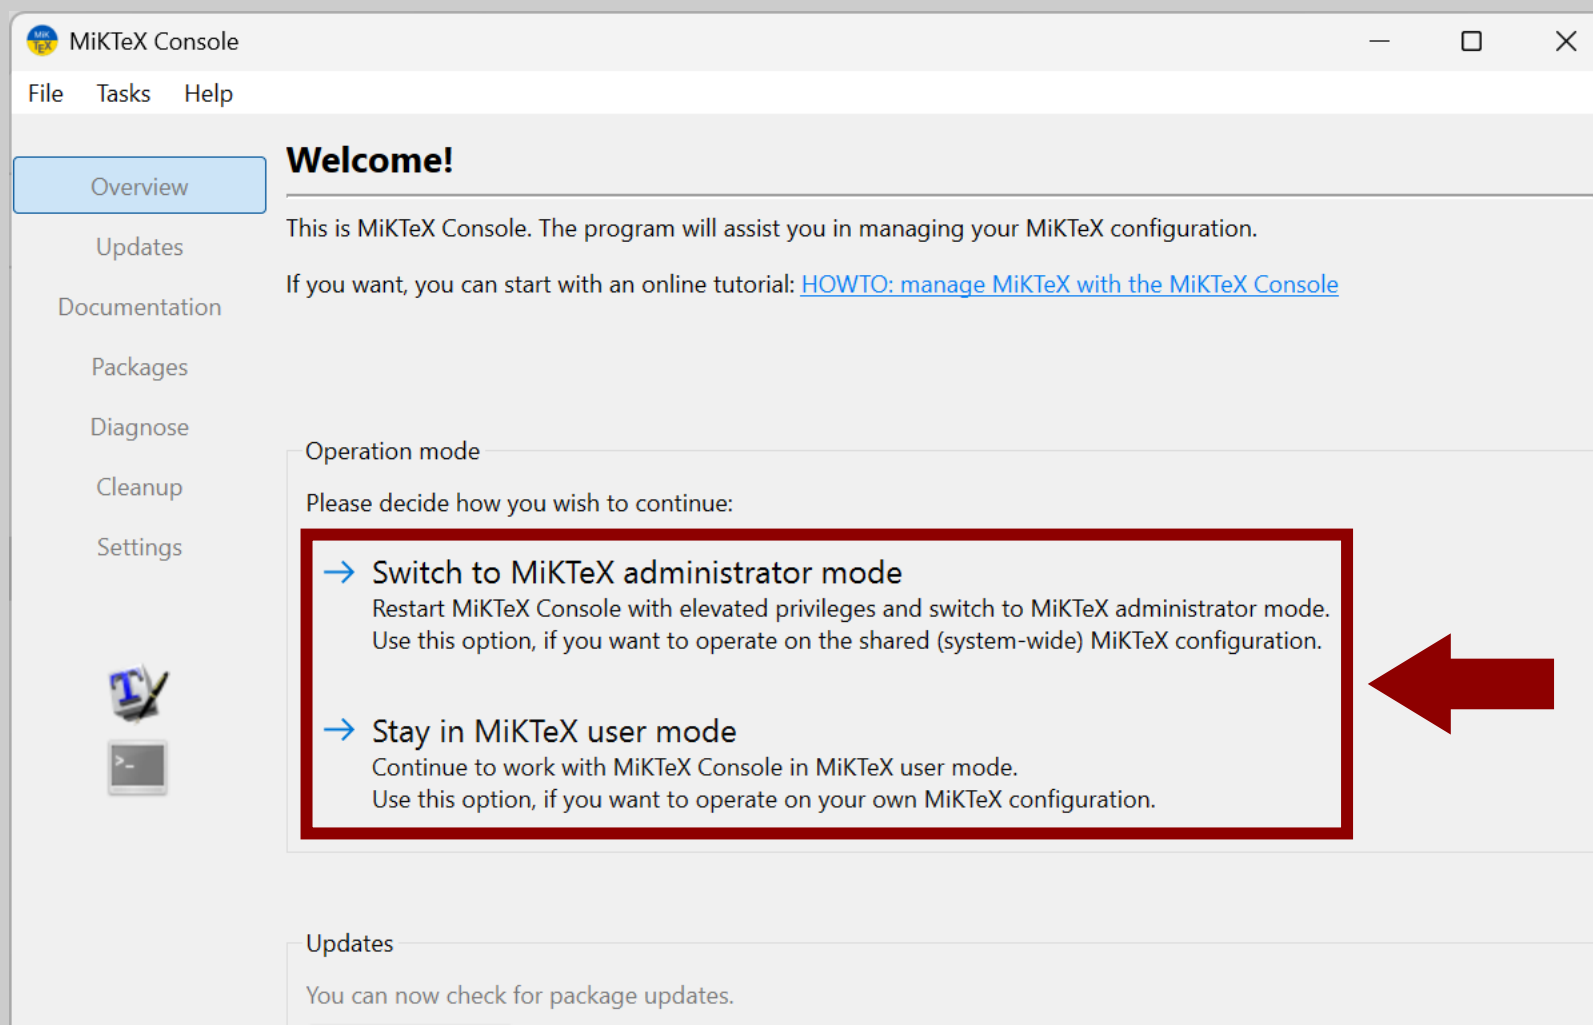 MiKTeX Console
File Tasks Help
Overview
Updates
Documentation
Packages
Diagnose
Cleanup
Settings
Welcome!
This is MiKTeX Console. The program will assist you in managing your MiKTeX configuration.
If you want, you can start with an online tutorial: HOWTO: manage MiKTeX with the MiKTeX Console
Operation mode
Please decide how you wish to continue:
Switch to MiKTeX administrator mode
Restart MiKTeX Console with elevated privileges and switch to MiKTeX administrator mode.
Use this option, if you want to operate on the shared (system-wide) MiKTeX configuration.
Stay in MiKTeX user mode
Continue to work with MiKTeX Console in MiKTeX user mode.
Use this option, if you want to operate on your own MiKTeX configuration.
Updates
You can now check for package updates.